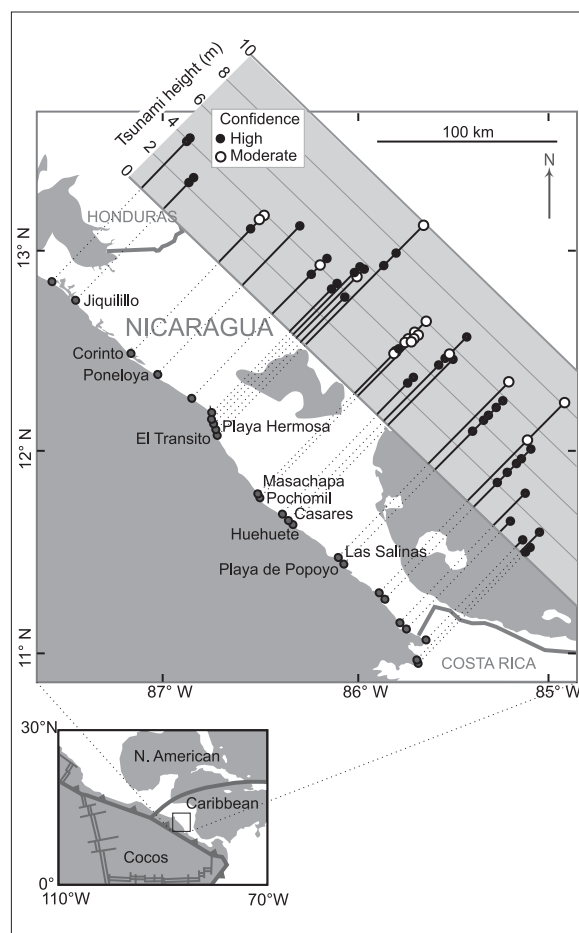 Tsunami height (m)
0
2
4
6
8
10
Confidence
High
Moderate
100 km
N
HONDURAS
13° N
Jiquilillo
NICARAGUA
Corinto
Poneloya
Playa Hermosa
El Transito
12° N
Masachapa
Pochomil
Casares
Huehuete
Las Salinas
Playa de Popoyo
11° N
COSTA RICA
87° W
86° W
85° W
30°N
N. American
Caribbean
Cocos
0°
110°W
70°W